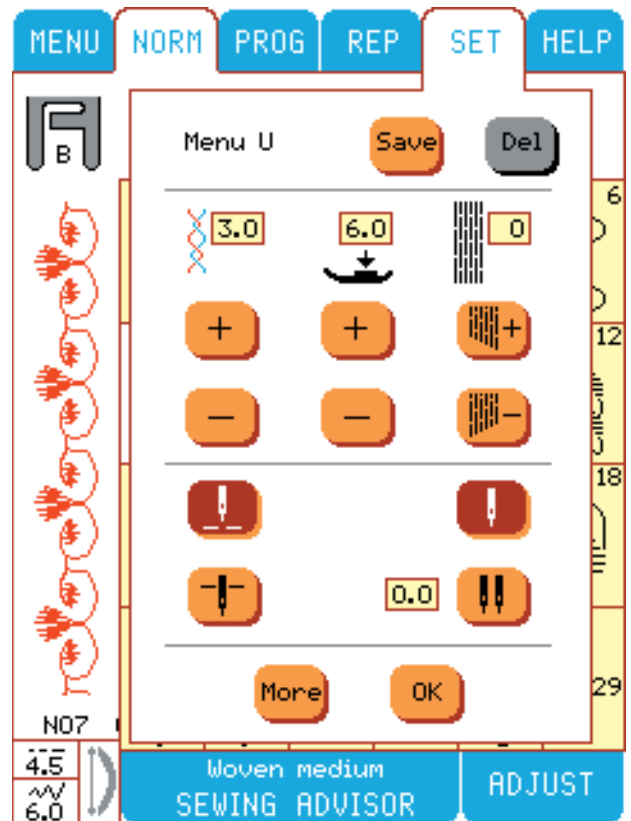 MENU NORM PROG REP SET HELP
B
Menu U Save Del
6
3.0 6.0 0
+ + +
12
− − −
18
0.0
More OK
29
N07
4.5 Woven medium
6.0 SEWING ADVISOR ADJUST